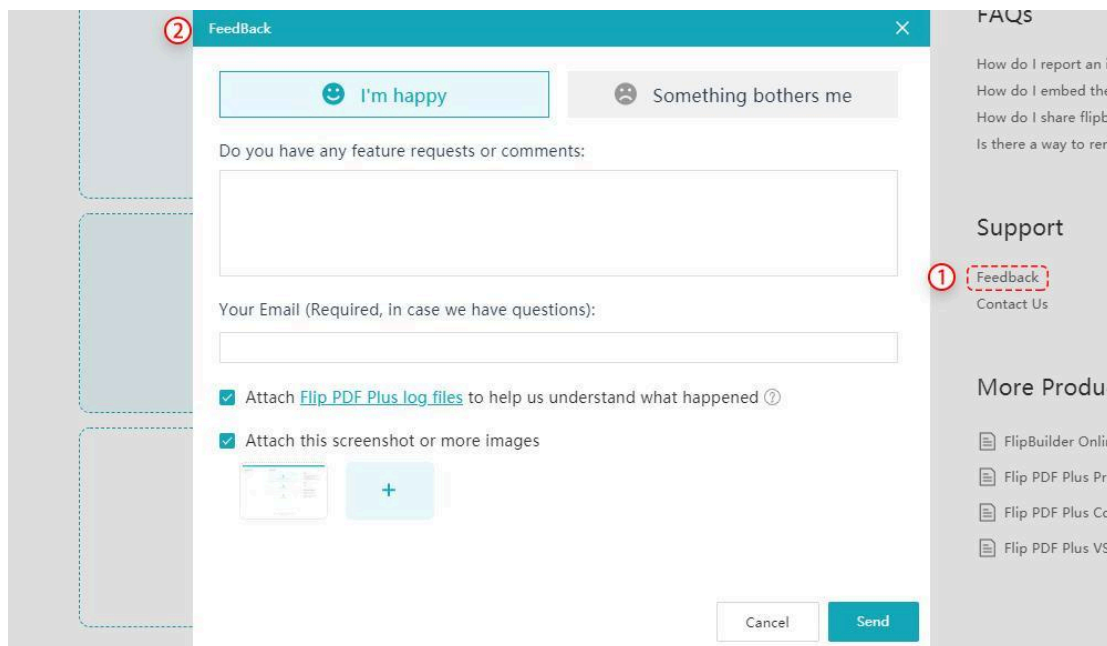 ② FeedBack
I'm happy
Something bothers me
Do you have any feature requests or comments:
Your Email (Required, in case we have questions):
Attach Flip PDF Plus log files to help us understand what happened ?
Attach this screenshot or more images
+
Cancel
Send
FAQs
How do I report an
How do I embed the
How do I share flipb
Is there a way to
Support
① Feedback
Contact Us
More Produ
FlipBuilder Onli
Flip PDF Plus Pr
Flip PDF Plus Co
Flip PDF Plus VS